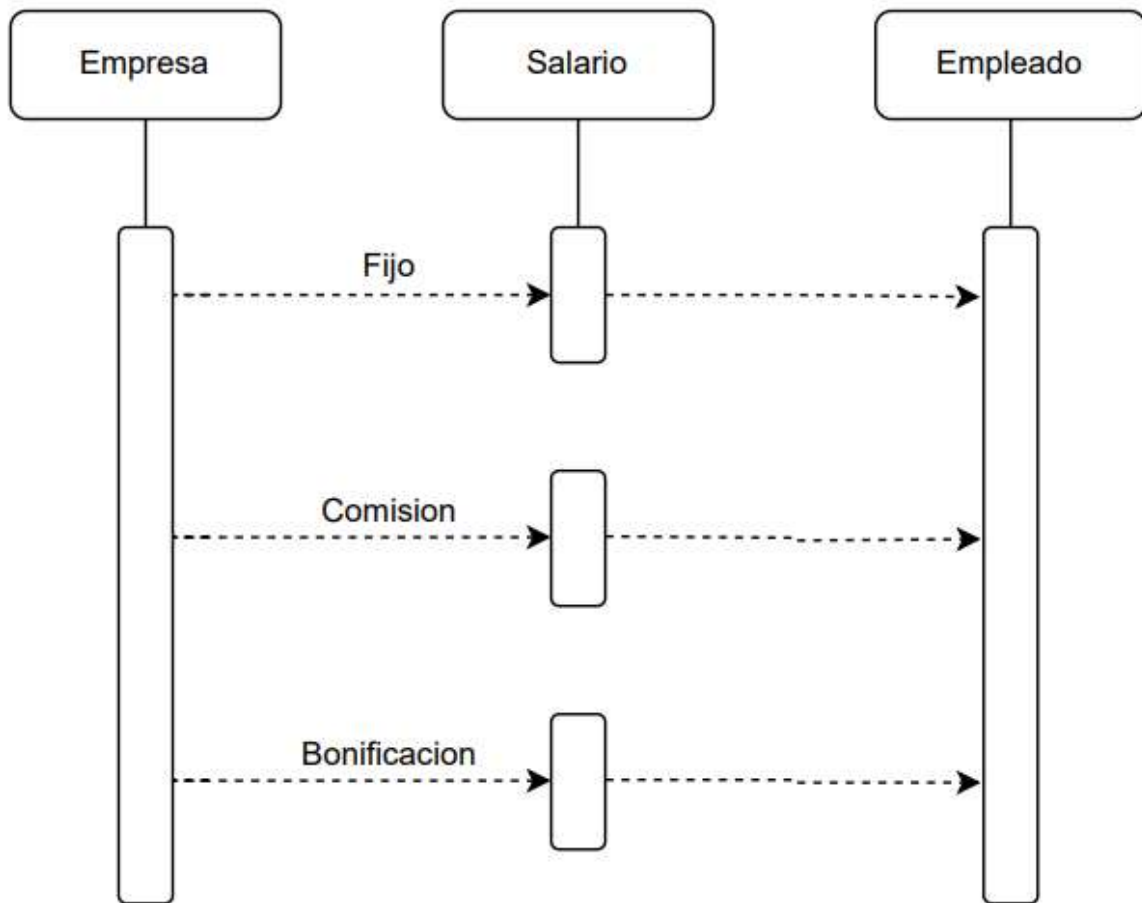 Empresa
Salario
Empleado
Fijo
Comision
Bonificacion